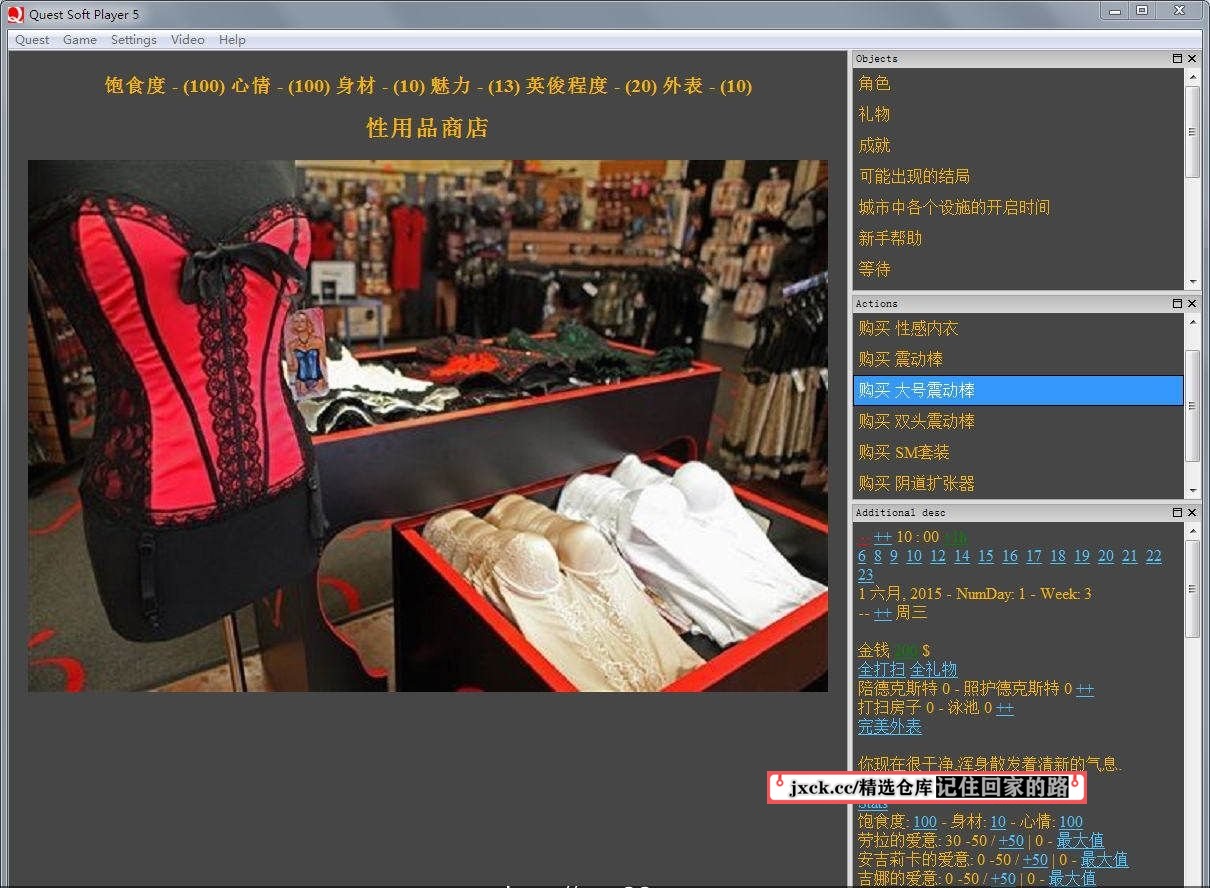 Quest Soft Player 5
Quest Game Settings Video Help
饱食度 - (100) 心情 - (100) 身材 - (10) 魅力 - (13) 英俊程度 - (20) 外表 - (10)
性用品商店
Objects
角色
礼物
成就
可能出现的结局
城市中各个设施的开启时间
新手帮助
等待
Actions
购买 性感内衣
购买 震动棒
购买 大号震动棒
购买 双头震动棒
购买 SM套装
购买 阴道扩张器
Additional desc
-- ++ 10 : 00
6 8 9 10 12 14 15 16 17 18 19 20 21 22
23
1 六月, 2015 - NumDay: 1 - Week: 3
-- ++ 周三
金钱 200 $
全打扫 全礼物
陪德克斯特 0 - 照护德克斯特 0 ++
打扫房子 0 - 泳池 0 ++
完美外表
你现在很干净,浑身散发着清新的气息.
jxck.cc/精选仓库 记住回家的路
Stats
饱食度: 100 - 身材: 10 - 心情: 100
劳拉的爱意: 30 -50 / +50 | 0 - 最大值
安吉莉卡的爱意: 0 -50 / +50 | 0 - 最大值
吉娜的爱意: 0 -50 / +50 | 0 - 最大值